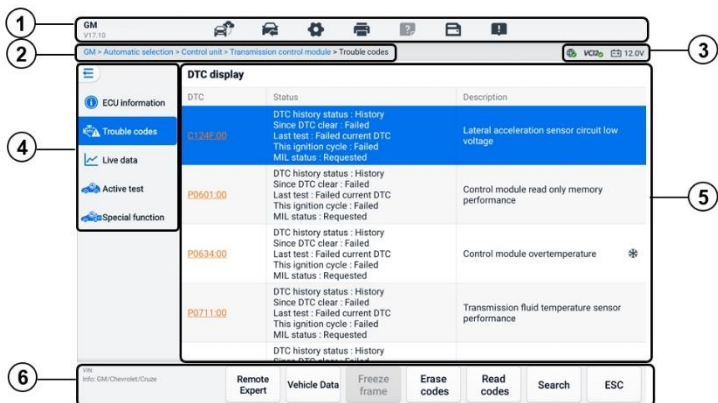 1
GM
V17.10
2
GM > Automatic selection > Control unit > Transmission control module > Trouble codes
VCI
12.0V
3
4
ECU information
Trouble codes
Live data
Active test
Special function
DTC display
DTC Status Description
C124F:00
DTC history status : History
Since DTC clear : Failed
Last test : Failed current DTC
This ignition cycle : Failed
MIL status : Requested
Lateral acceleration sensor circuit low
voltage
P0601:00
DTC history status : History
Since DTC clear : Failed
Last test : Failed current DTC
This ignition cycle : Failed
MIL status : Requested
Control module read only memory
performance
5
P0634:00
DTC history status : History
Since DTC clear : Failed
Last test : Failed current DTC
This ignition cycle : Failed
MIL status : Requested
Control module overtemperature
P0711:00
DTC history status : History
Since DTC clear : Failed
Last test : Failed current DTC
This ignition cycle : Failed
MIL status : Requested
Transmission fluid temperature sensor
performance
DTC history status : History
Since DTC clear : Failed
6
VIN
Info: GM/Chevrolet/Cruze
Remote
Expert
Vehicle Data
Freeze
frame
Erase
codes
Read
codes
Search
ESC